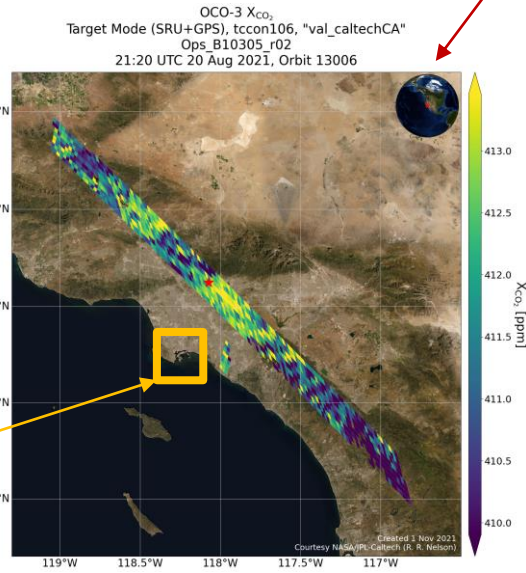 OCO-3 X_CO₂
Target Mode (SRU+GPS), tccon106, "val_caltechCA"
Ops_B10305_r02
21:20 UTC 20 Aug 2021, Orbit 13006
°N
°N
°N
°N
°N
413.0
412.5
412.0
411.5
411.0
410.5
410.0
X_CO₂ [ppm]
Created 1 Nov 2021
Courtesy NASA/JPL-Caltech (R. R. Nelson)
119°W
118.5°W
118°W
117.5°W
117°W